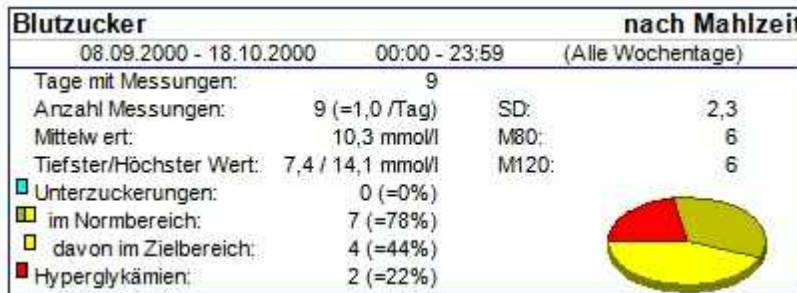 Blutzucker nach Mahlzeit
08.09.2000 - 18.10.2000 00:00 - 23:59 (Alle Wochentage)
Tage mit Messungen: 9
Anzahl Messungen: 9 (=1,0 /Tag) SD: 2,3
Mittelwert: 10,3 mmol/l M80: 6
Tiefster/Höchster Wert: 7,4 / 14,1 mmol/l M120: 6
Unterzuckerungen: 0 (=0%)
im Normbereich: 7 (=78%)
davon im Zielbereich: 4 (=44%)
Hyperglykämien: 2 (=22%)